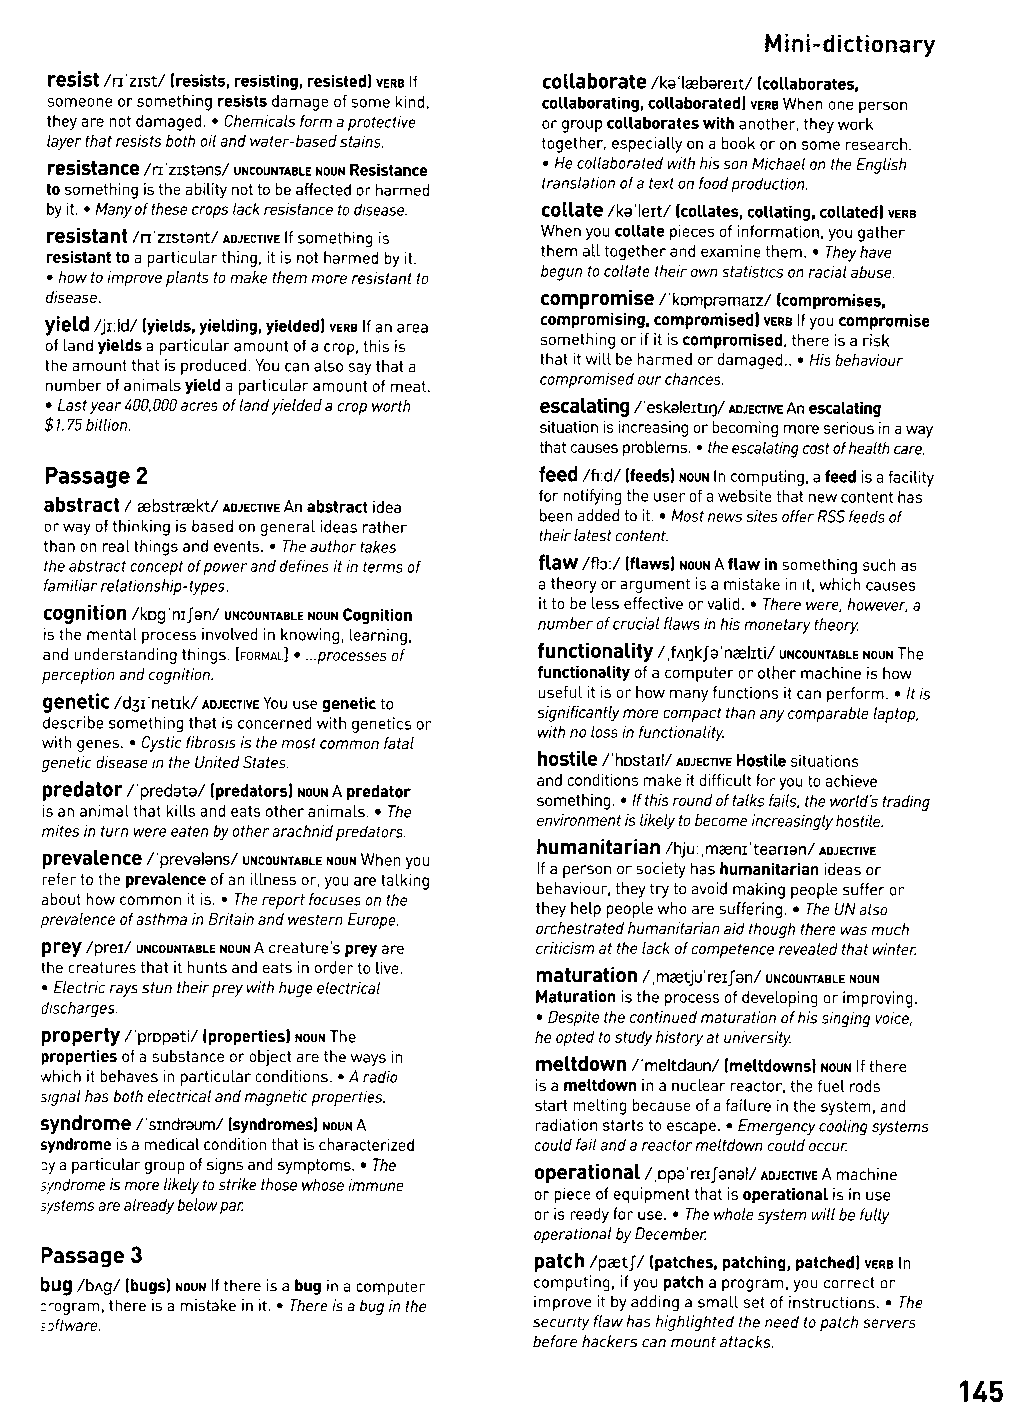 Mini-dictionary
resist /rɪˈzɪst/ (resists, resisting, resisted) VERB If
someone or something resists damage of some kind,
they are not damaged. • Chemicals form a protective
layer that resists both oil and water-based stains.
resistance /rɪˈzɪstəns/ UNCOUNTABLE NOUN Resistance
to something is the ability not to be affected or harmed
by it. • Many of these crops lack resistance to disease.
resistant /rɪˈzɪstənt/ ADJECTIVE If something is
resistant to a particular thing, it is not harmed by it.
• how to improve plants to make them more resistant to
disease.
yield /jiːld/ (yields, yielding, yielded) VERB If an area
of land yields a particular amount of a crop, this is
the amount that is produced. You can also say that a
number of animals yield a particular amount of meat.
• Last year 400,000 acres of land yielded a crop worth
$1.75 billion.
Passage 2
abstract / æbstrækt/ ADJECTIVE An abstract idea
or way of thinking is based on general ideas rather
than on real things and events. • The author takes
the abstract concept of power and defines it in terms of
familiar relationship-types.
cognition /kɒgˈnɪʃən/ UNCOUNTABLE NOUN Cognition
is the mental process involved in knowing, learning,
and understanding things. [FORMAL] • ...processes of
perception and cognition.
genetic /dʒɪˈnetɪk/ ADJECTIVE You use genetic to
describe something that is concerned with genetics or
with genes. • Cystic fibrosis is the most common fatal
genetic disease in the United States.
predator /ˈpredətə/ (predators) NOUN A predator
is an animal that kills and eats other animals. • The
mites in turn were eaten by other arachnid predators.
prevalence /ˈprevələns/ UNCOUNTABLE NOUN When you
refer to the prevalence of an illness or, you are talking
about how common it is. • The report focuses on the
prevalence of asthma in Britain and western Europe.
prey /preɪ/ UNCOUNTABLE NOUN A creature's prey are
the creatures that it hunts and eats in order to live.
• Electric rays stun their prey with huge electrical
discharges.
property /ˈprɒpəti/ (properties) NOUN The
properties of a substance or object are the ways in
which it behaves in particular conditions. • A radio
signal has both electrical and magnetic properties.
syndrome /ˈsɪndrəʊm/ (syndromes) NOUN A
syndrome is a medical condition that is characterized
by a particular group of signs and symptoms. • The
syndrome is more likely to strike those whose immune
systems are already below par.
Passage 3
bug /bʌg/ (bugs) NOUN If there is a bug in a computer
program, there is a mistake in it. • There is a bug in the
software.
collaborate /kəˈlæbəreɪt/ (collaborates,
collaborating, collaborated) VERB When one person
or group collaborates with another, they work
together, especially on a book or on some research.
• He collaborated with his son Michael on the English
translation of a text on food production.
collate /kəˈleɪt/ (collates, collating, collated) VERB
When you collate pieces of information, you gather
them all together and examine them. • They have
begun to collate their own statistics on racial abuse.
compromise /ˈkɒmprəmaɪz/ (compromises,
compromising, compromised) VERB If you compromise
something or if it is compromised, there is a risk
that it will be harmed or damaged.. • His behaviour
compromised our chances.
escalating /ˈeskəleɪtɪŋ/ ADJECTIVE An escalating
situation is increasing or becoming more serious in a way
that causes problems. • the escalating cost of health care.
feed /fiːd/ (feeds) NOUN In computing, a feed is a facility
for notifying the user of a website that new content has
been added to it. • Most news sites offer RSS feeds of
their latest content.
flaw /flɔː/ (flaws) NOUN A flaw in something such as
a theory or argument is a mistake in it, which causes
it to be less effective or valid. • There were, however, a
number of crucial flaws in his monetary theory.
functionality /ˌfʌŋkʃəˈnælɪti/ UNCOUNTABLE NOUN The
functionality of a computer or other machine is how
useful it is or how many functions it can perform. • It is
significantly more compact than any comparable laptop,
with no loss in functionality.
hostile /ˈhɒstaɪl/ ADJECTIVE Hostile situations
and conditions make it difficult for you to achieve
something. • If this round of talks fails, the world's trading
environment is likely to become increasingly hostile.
humanitarian /hjuːˌmænɪˈteərɪən/ ADJECTIVE
If a person or society has humanitarian ideas or
behaviour, they try to avoid making people suffer or
they help people who are suffering. • The UN also
orchestrated humanitarian aid though there was much
criticism at the lack of competence revealed that winter.
maturation /ˌmætjuˈreɪʃən/ UNCOUNTABLE NOUN
Maturation is the process of developing or improving.
• Despite the continued maturation of his singing voice,
he opted to study history at university.
meltdown /ˈmeltdaʊn/ (meltdowns) NOUN If there
is a meltdown in a nuclear reactor, the fuel rods
start melting because of a failure in the system, and
radiation starts to escape. • Emergency cooling systems
could fail and a reactor meltdown could occur.
operational /ˌɒpəˈreɪʃənəl/ ADJECTIVE A machine
or piece of equipment that is operational is in use
or is ready for use. • The whole system will be fully
operational by December.
patch /pætʃ/ (patches, patching, patched) VERB In
computing, if you patch a program, you correct or
improve it by adding a small set of instructions. • The
security flaw has highlighted the need to patch servers
before hackers can mount attacks.
145